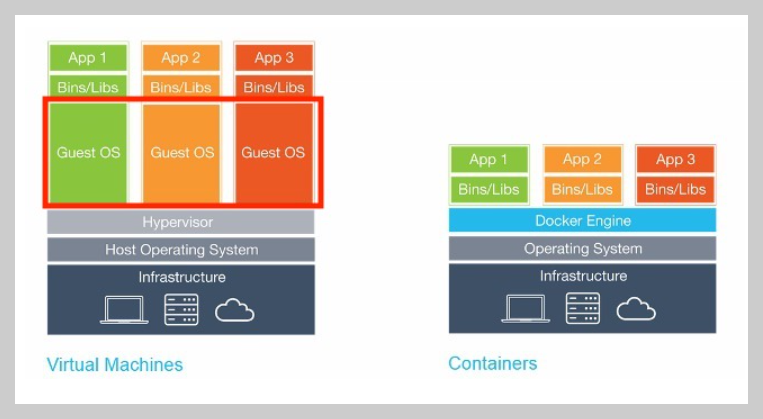 App 1 App 2 App 3
Bins/Libs Bins/Libs Bins/Libs
Guest OS Guest OS Guest OS
Hypervisor
Host Operating System
Infrastructure
Virtual Machines
App 1 App 2 App 3
Bins/Libs Bins/Libs Bins/Libs
Docker Engine
Operating System
Infrastructure
Containers